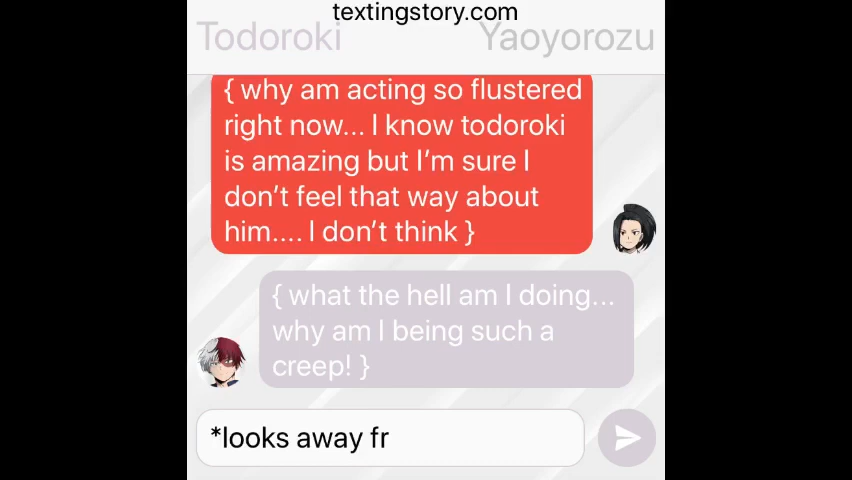 textingstory.com
Todoroki Yaoyorozu
{ why am acting so flustered
right now... I know todoroki
is amazing but I’m sure I
don’t feel that way about
him.... I don’t think }
{ what the hell am I doing...
why am I being such a
creep! }
*looks away fr